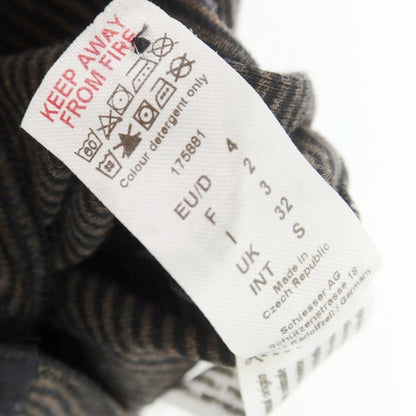 KEEP AWAY
FROM FIRE
60
Colour detergent only
175881
EU/D 4
F 2
I 3
UK 32
INT S
Made in
Czech Republic
Schiesser AG
Schützenstrasse 18
Radolfzell / Germany